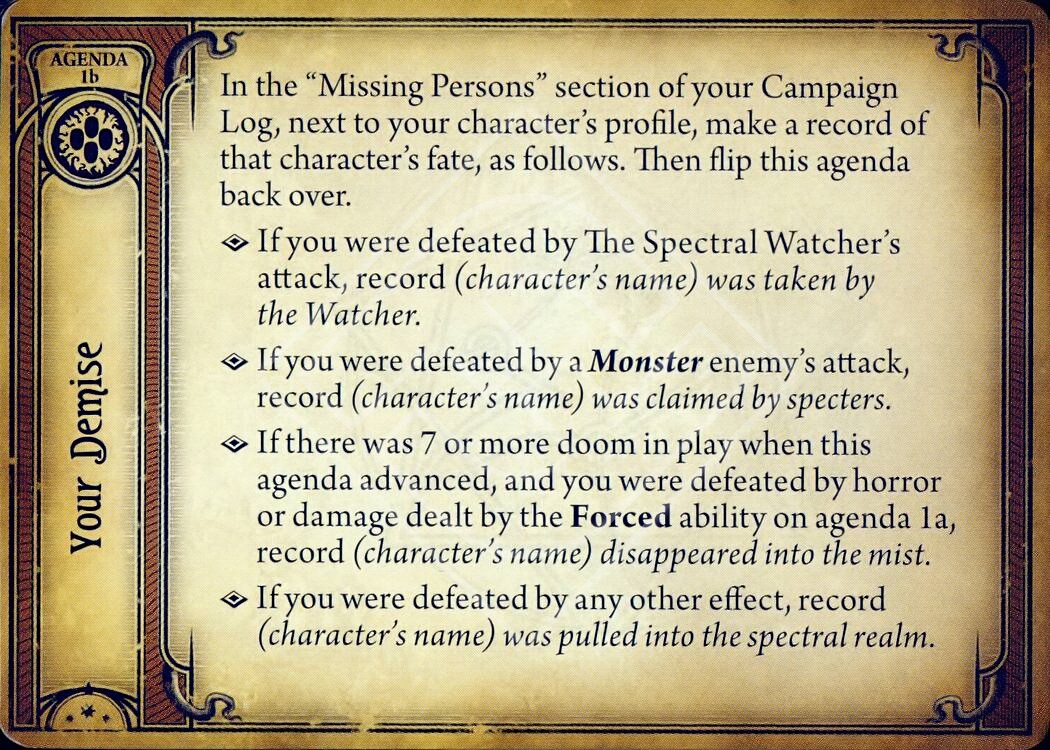 AGENDA
1b
Your Demise
In the “Missing Persons” section of your Campaign
Log, next to your character’s profile, make a record of
that character’s fate, as follows. Then flip this agenda
back over.
If you were defeated by The Spectral Watcher’s
attack, record (character’s name) was taken by
the Watcher.
If you were defeated by a Monster enemy’s attack,
record (character’s name) was claimed by specters.
If there was 7 or more doom in play when this
agenda advanced, and you were defeated by horror
or damage dealt by the Forced ability on agenda 1a,
record (character’s name) disappeared into the mist.
If you were defeated by any other effect, record
(character’s name) was pulled into the spectral realm.